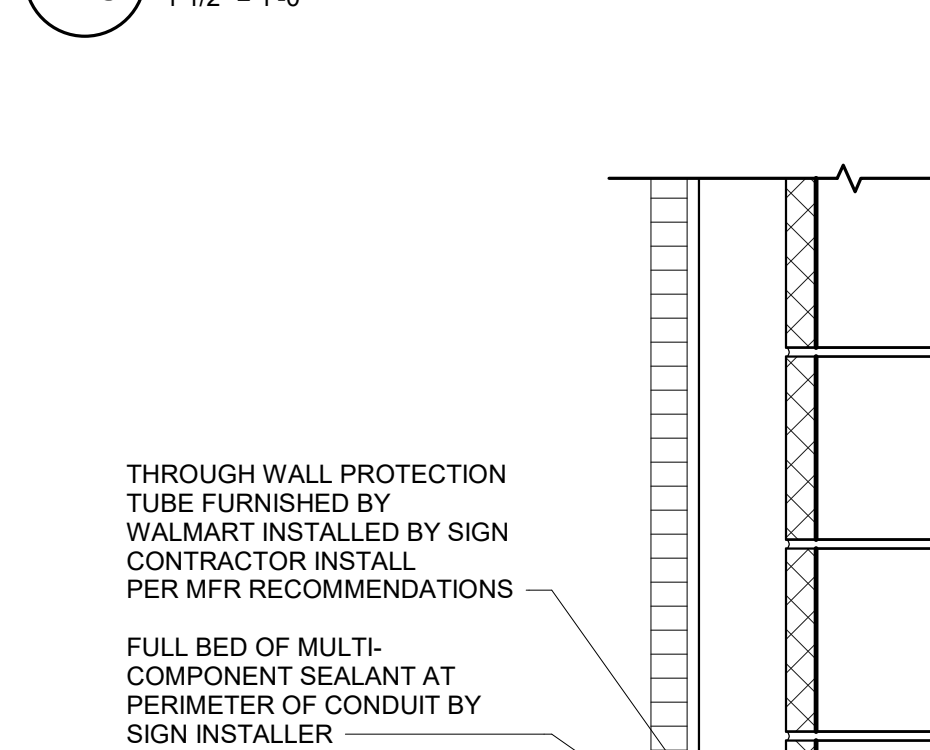 THROUGH WALL PROTECTION
TUBE FURNISHED BY
WALMART INSTALLED BY SIGN
CONTRACTOR INSTALL
PER MFR RECOMMENDATIONS
FULL BED OF MULTI-
COMPONENT SEALANT AT
PERIMETER OF CONDUIT BY
SIGN INSTALLER